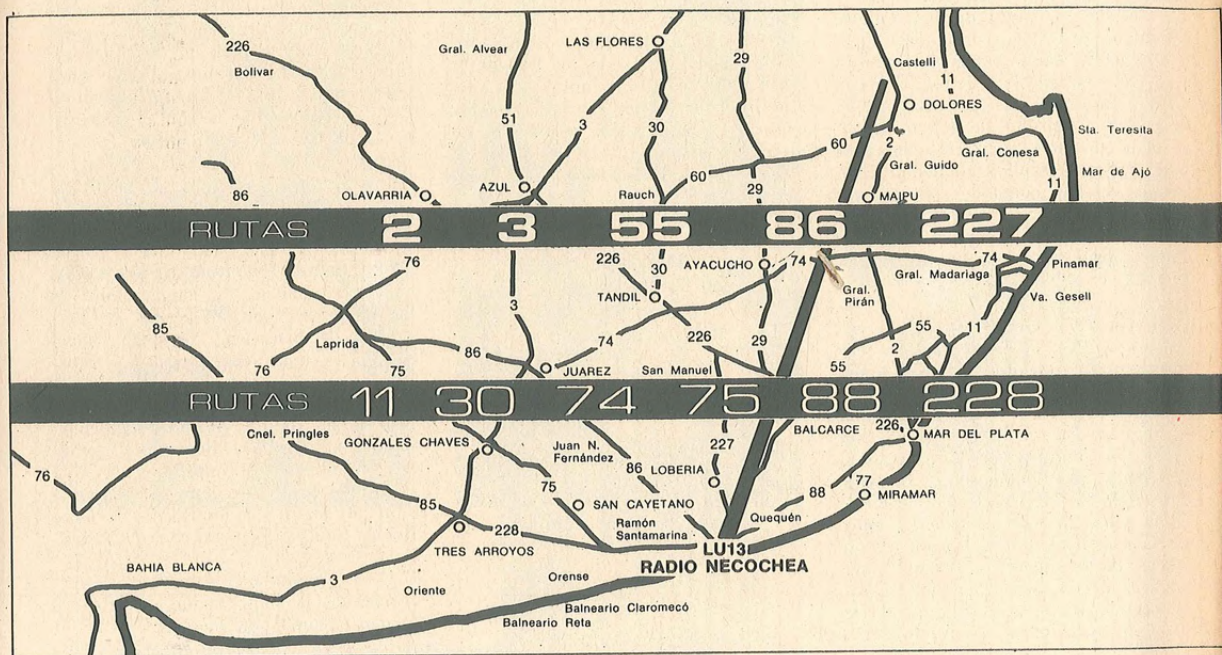 226
Bolivar
Gral. Alvear
LAS FLORES
29
Castelli
11
DOLORES
51
3
30
60
2
Sta. Teresita
Gral. Conesa
Gral. Guido
Mar de Ajó
86
OLAVARRIA
AZUL
Rauch
60
29
MAIPU
11
RUTAS 2 3 55 86 227
76
226
30
AYACUCHO
74
Gral. Madariaga
74
Pinamar
TANDIL
Gral.
Pirán
Va. Gesell
3
85
Laprida
86
74
226
29
55
2
11
76
75
JUAREZ
San Manuel
55
RUTAS 11 30 74 75 88 228
Cnel. Pringles
GONZALES CHAVES
Juan N.
Fernández
227
BALCARCE
226
MAR DEL PLATA
76
86
LOBERIA
75
88
77
MIRAMAR
85
SAN CAYETANO
228
Ramón
Santamarina
Quequén
TRES ARROYOS
LU13
RADIO NECOCHEA
BAHIA BLANCA
3
Oriente
Orense
Balneario Claromecó
Balneario Reta